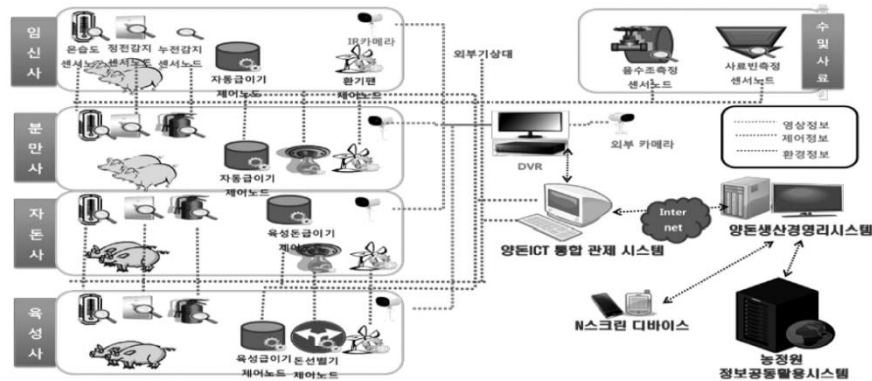 임신사
온습도
센서노드
정전감지
센서노드
누전감지
센서노드
자동급이기
제어노드
IR카메라
환기팬
제어노드
외부기상대
음수조측정
센서노드
사료빈측정
센서노드
수및사료
분만사
자동급이기
제어노드
DVR
외부 카메라
영상정보
제어정보
환경정보
자돈사
육성돈급이기
제어노드
양돈ICT 통합 관제 시스템
Inter
net
양돈생산경영리시스템
육성사
육성급이기
제어노드
돈선별기
제어노드
N스크린 디바이스
농정원
정보공동활용시스템